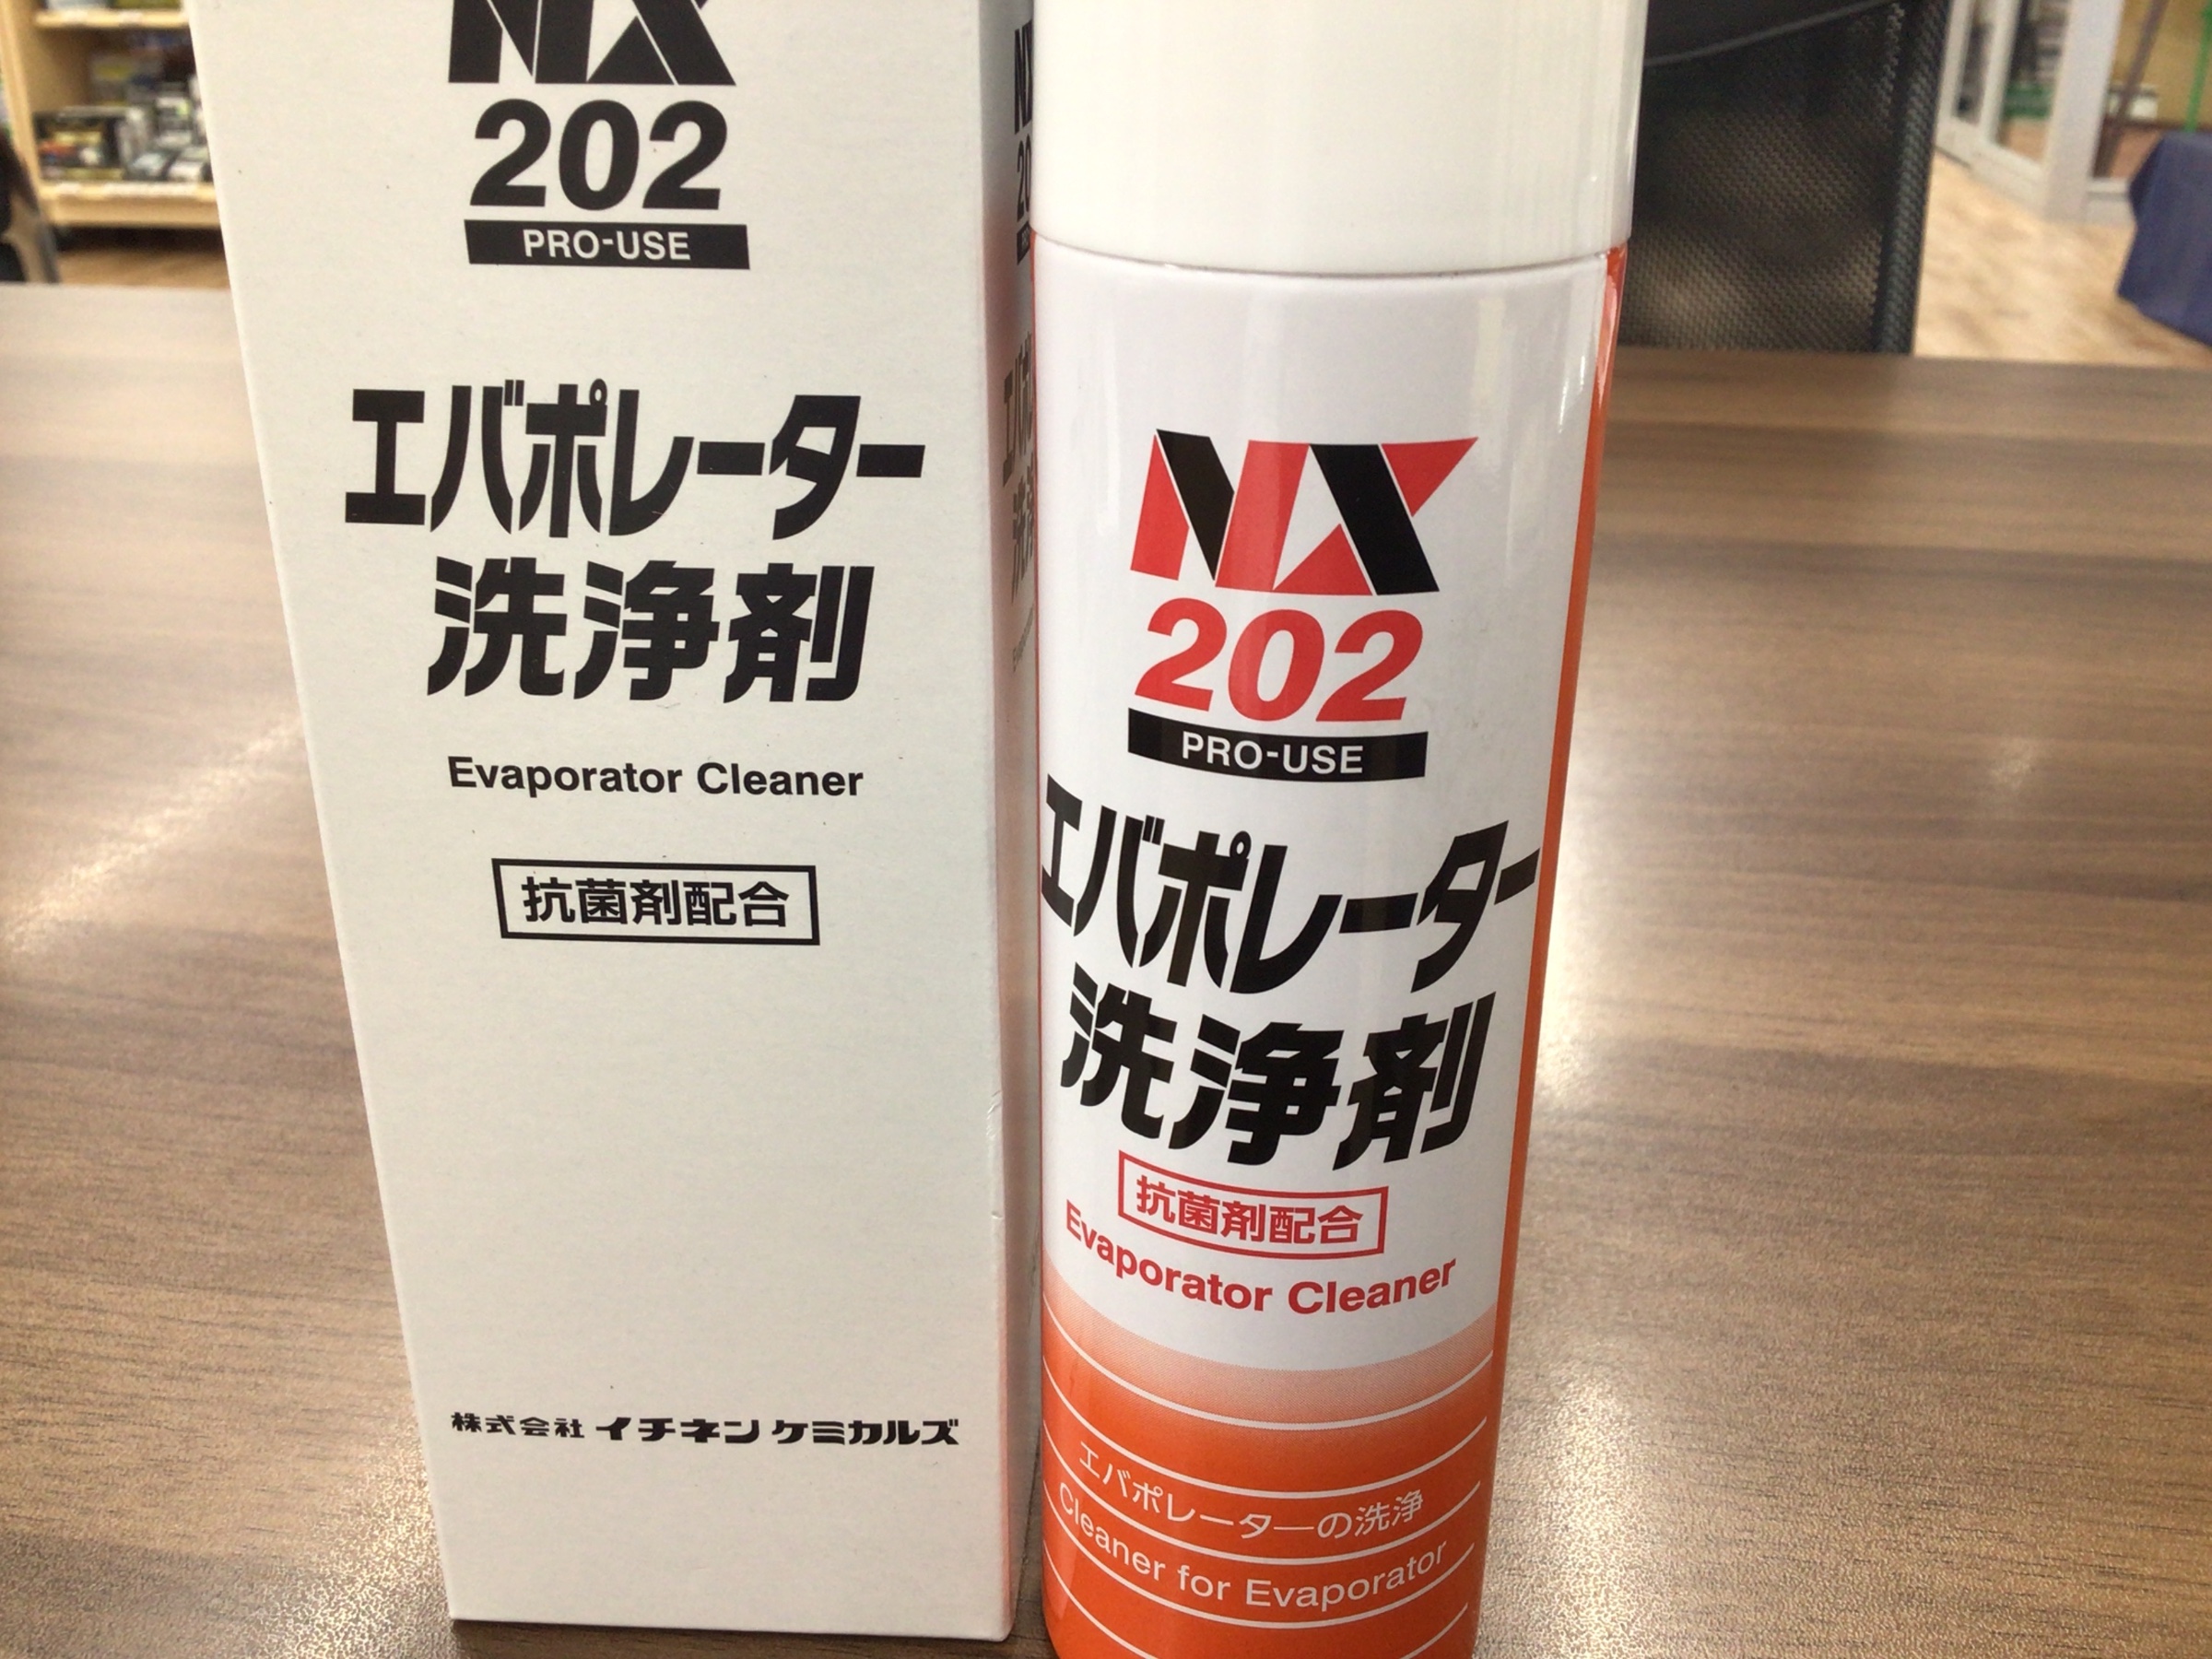 NX
202
PRO-USE
エバポレーター
洗浄剤
Evaporator Cleaner
抗菌剤配合
株式会社 イチネン ケミカルズ
NX
202
PRO-USE
エバポレーター
洗浄剤
抗菌剤配合
Evaporator Cleaner
エバポレーターの洗浄
Cleaner for Evaporator